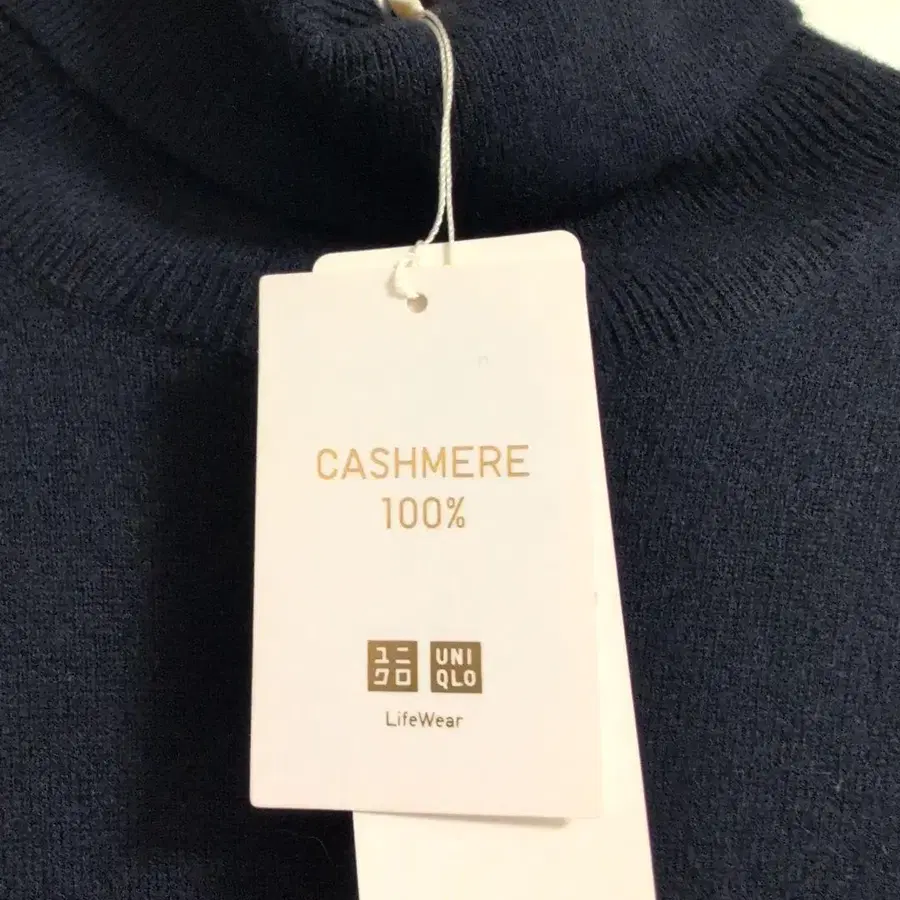 CASHMERE
100%
ユニ UNI
クロ QLO
LifeWear